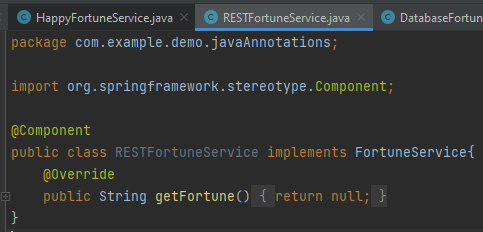 HappyFortuneService.java × RESTFortuneService.java × DatabaseFortun
package com.example.demo.javaAnnotations;
import org.springframework.stereotype.Component;
@Component
public class RESTFortuneService implements FortuneService{
@Override
public String getFortune() { return null; }
}